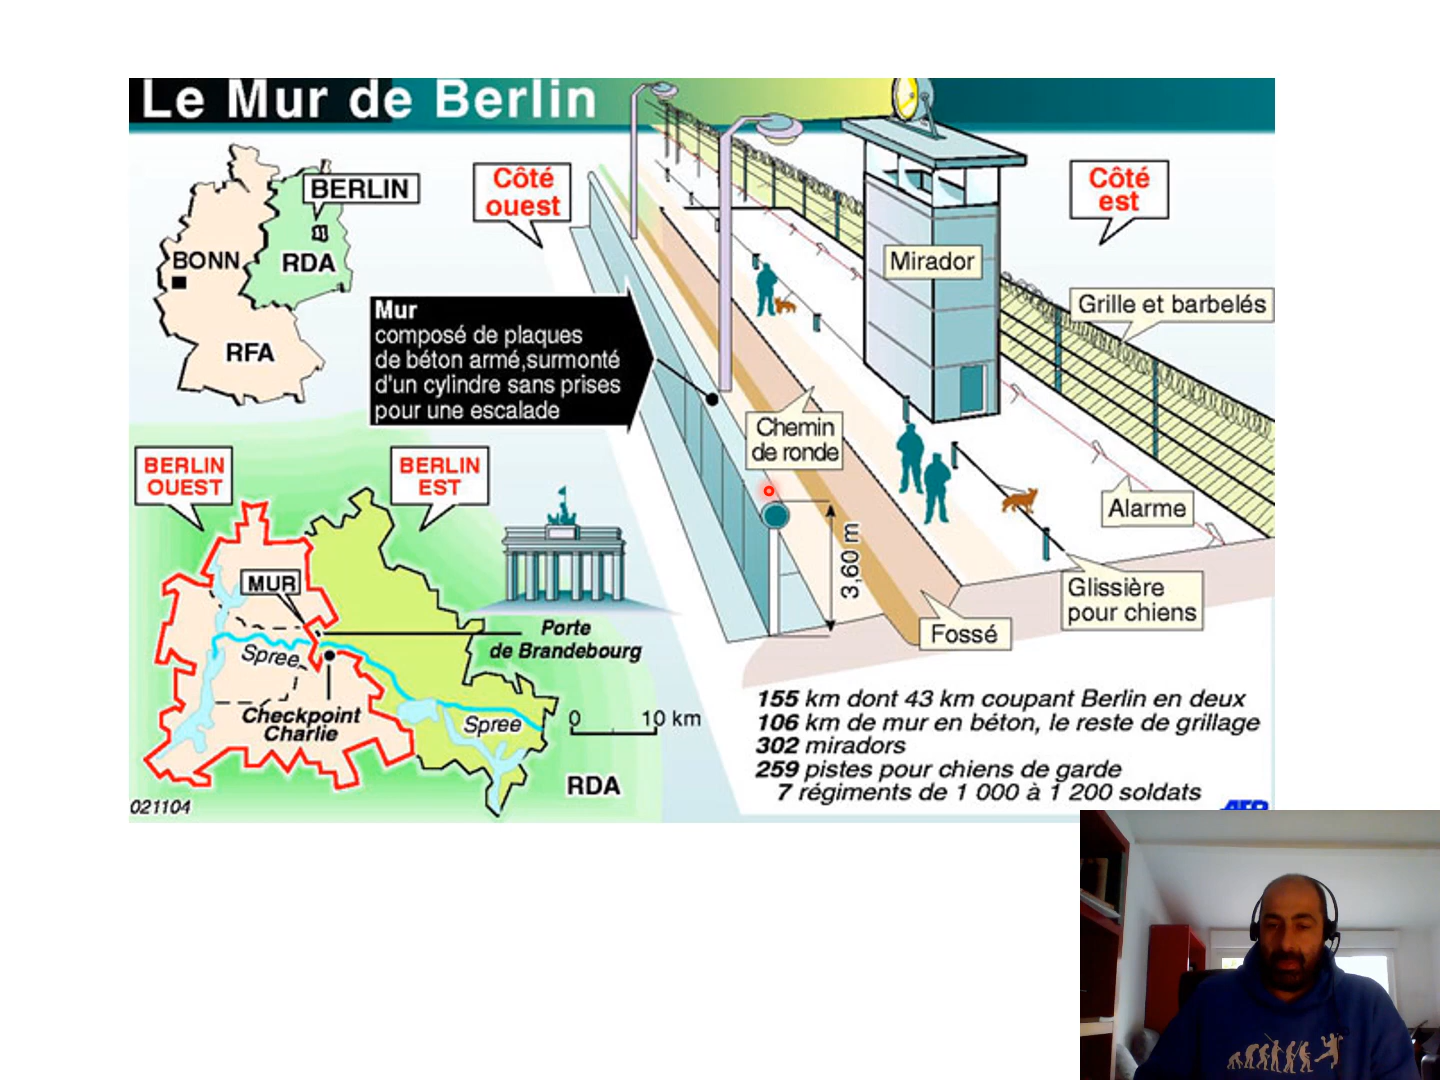 Le Mur de Berlin
BERLIN
BONN
RDA
RFA
Côté
ouest
Côté
est
Mirador
Grille et barbelés
Mur
composé de plaques
de béton armé,surmonté
d'un cylindre sans prises
pour une escalade
Chemin
de ronde
Alarme
3,60 m
Glissière
pour chiens
Fossé
BERLIN
OUEST
BERLIN
EST
MUR
Spree
Porte
de Brandebourg
Checkpoint
Charlie
Spree
0 10 km
RDA
021104
155 km dont 43 km coupant Berlin en deux
106 km de mur en béton, le reste de grillage
302 miradors
259 pistes pour chiens de garde
7 régiments de 1 000 à 1 200 soldats